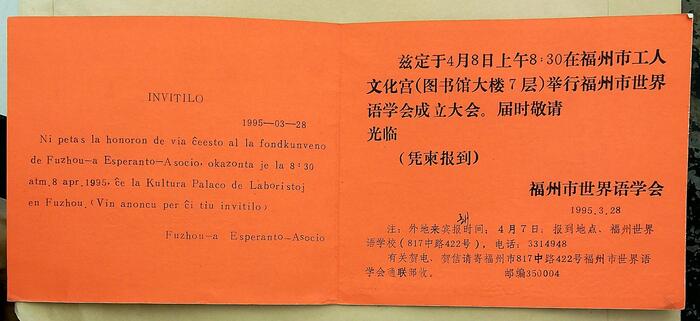 INVITILO
1995—03—28
Ni petas la honoron de via ĉeesto al la fondkunveno
de Fuzhou—a Esperanto—Asocio, okazonta je la 8:30
atm.8 apr.1995, ĉe la Kultura Palaco de Laboristoj
en Fuzhou.(Vin anoncu per ĉi tiu invitilo)
Fuzhou—a Esperanto—Asocio
兹定于4月8日上午8:30在福州市工人
文化宫(图书馆大楼7层)举行福州市世界
语学会成立大会。届时敬请
光临
(凭柬报到)
福州市世界语学会
1995.3.28
注:外地来宾报到时间:4月7日;报到地点、福州世界
语学校(817中路422号),电话:3314948
有关贺电、贺信请寄福州市817中路422号福州市世界语
学会通联部收。 邮编350004